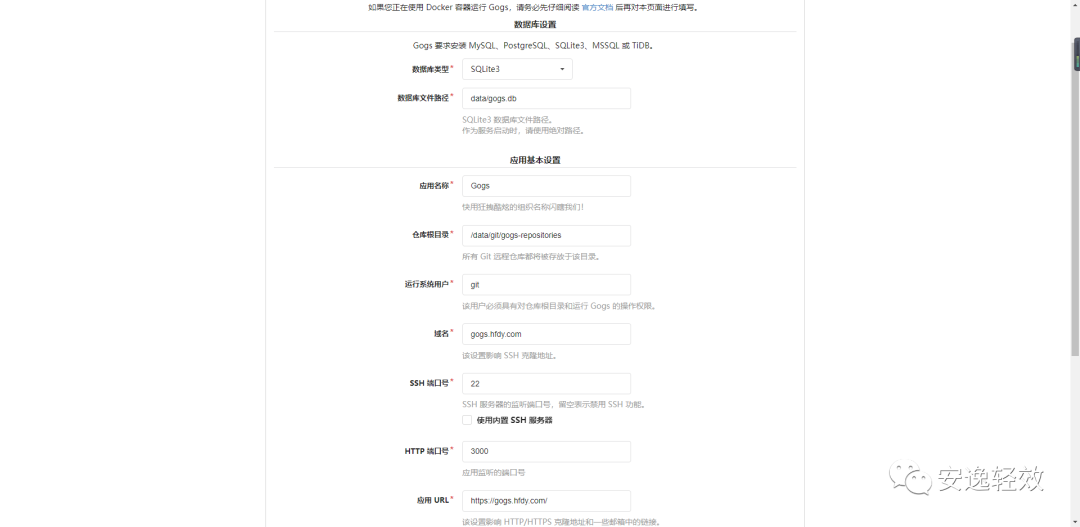 如果您正在使用 Docker 容器运行 Gogs，请务必先仔细阅读 官方文档 后再对本页面进行填写。
数据库设置
Gogs 要求安装 MySQL、PostgreSQL、SQLite3、MSSQL 或 TiDB。
数据库类型* SQLite3
数据库文件路径* data/gogs.db
SQLite3 数据库文件路径。
作为服务启动时，请使用绝对路径。
应用基本设置
应用名称* Gogs
快用狂拽酷炫的组织名称闪瞎我们！
仓库根目录* /data/git/gogs-repositories
所有 Git 远程仓库都将被存放于该目录。
运行系统用户* git
该用户必须具有对仓库根目录和运行 Gogs 的操作权限。
域名* gogs.hfdy.com
该设置影响 SSH 克隆地址。
SSH 端口号* 22
SSH 服务器的监听端口号，留空表示禁用 SSH 功能。
使用内置 SSH 服务器
HTTP 端口号* 3000
应用监听的端口号
应用 URL* https://gogs.hfdy.com/
该设置影响 HTTP/HTTPS 克隆地址和一些邮箱中的链接。
安逸轻效